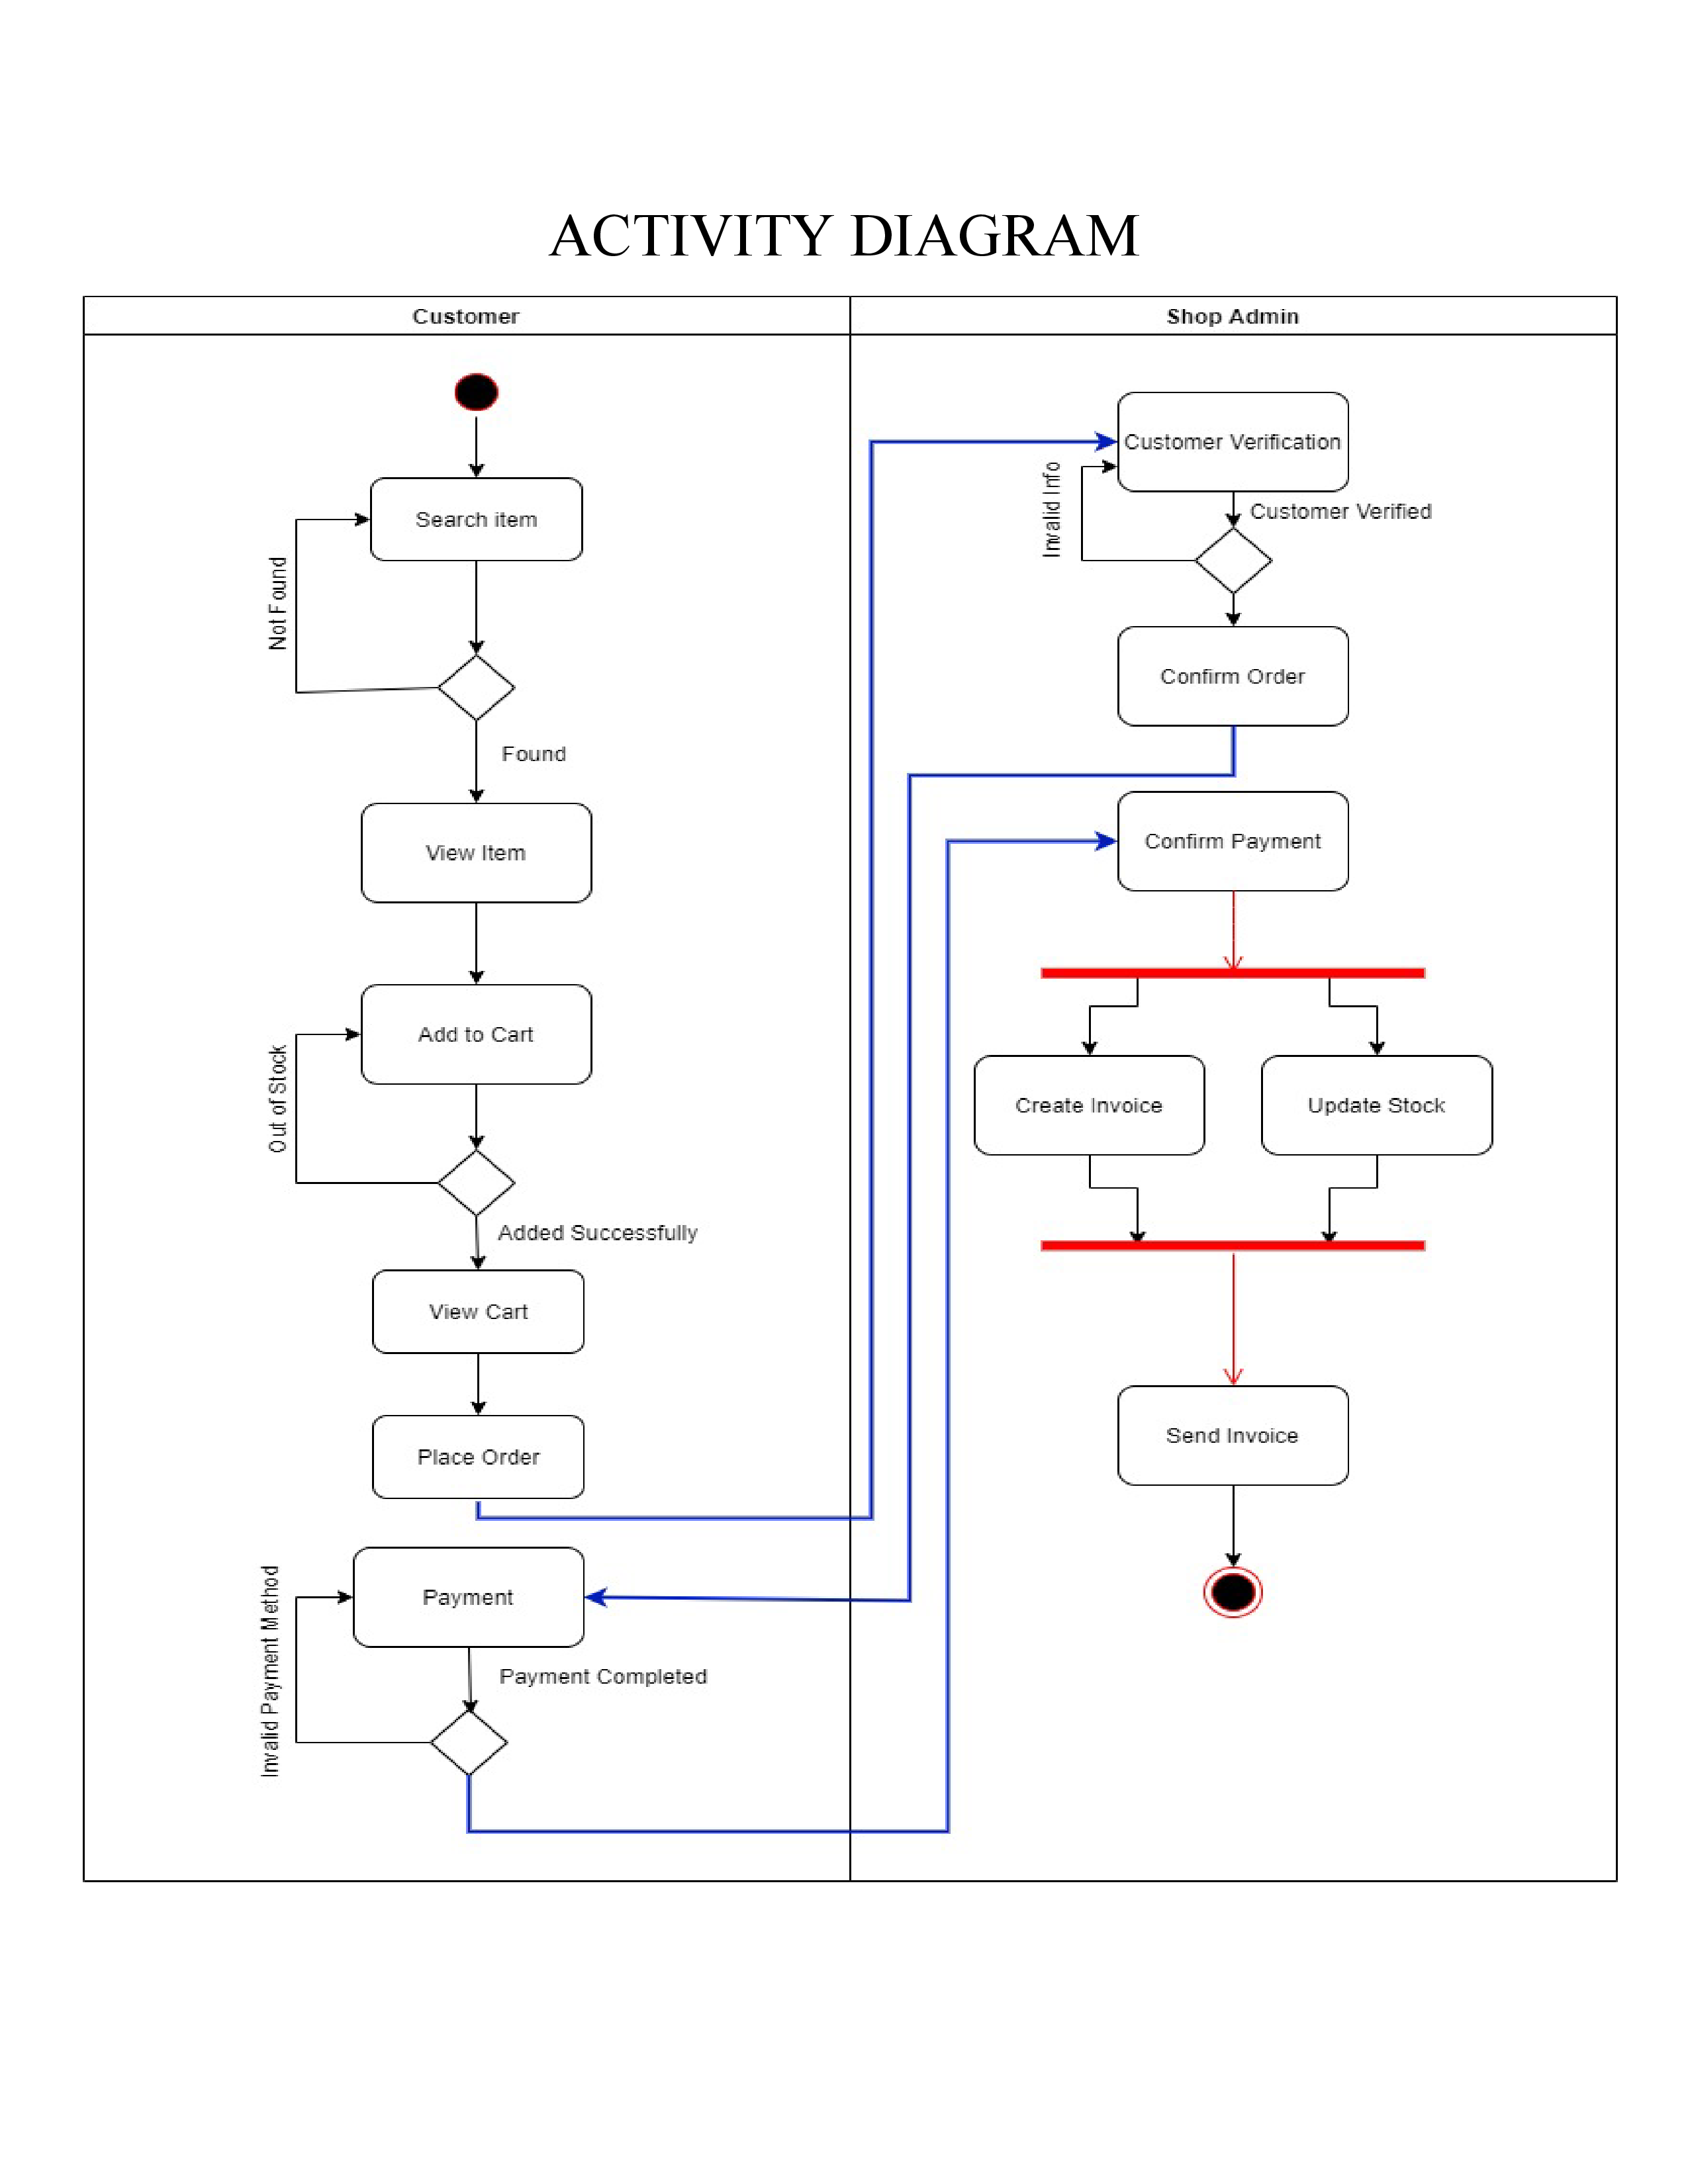 ACTIVITY DIAGRAM
Customer
Shop Admin
Search item
Not Found
Found
View Item
Add to Cart
Out of Stock
Added Successfully
View Cart
Place Order
Payment
Invalid Payment Method
Payment Completed
Customer Verification
Invalid Info
Customer Verified
Confirm Order
Confirm Payment
Create Invoice
Update Stock
Send Invoice